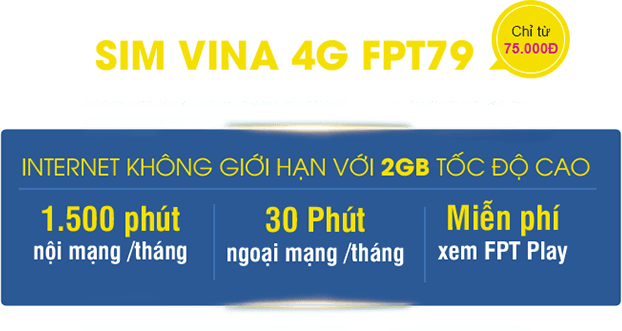 Chỉ từ
75.000Đ
SIM VINA 4G FPT79
INTERNET KHÔNG GIỚI HẠN VỚI 2GB TỐC ĐỘ CAO
1.500 phút
nội mạng /tháng
30 Phút
ngoại mạng /tháng
Miễn phí
xem FPT Play